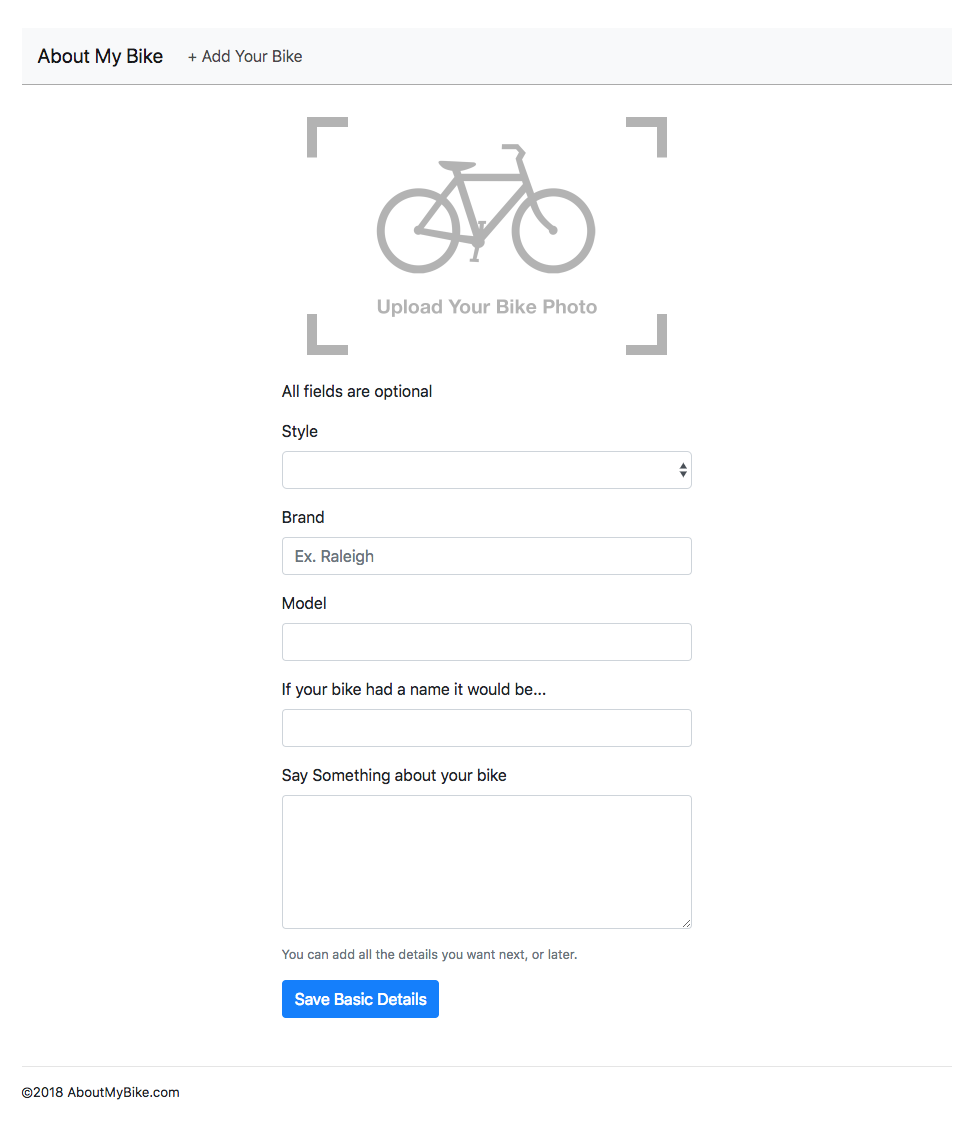 About My Bike + Add Your Bike
Upload Your Bike Photo
All fields are optional
Style
Brand
Ex. Raleigh
Model
If your bike had a name it would be...
Say Something about your bike
You can add all the details you want next, or later.
Save Basic Details
©2018 AboutMyBike.com